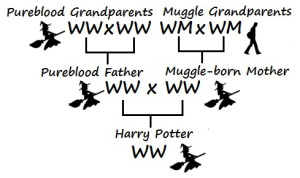 Pureblood Grandparents Muggle Grandparents
WWxWW WMxWM
Pureblood Father Muggle-born Mother
WW x WW
Harry Potter
WW